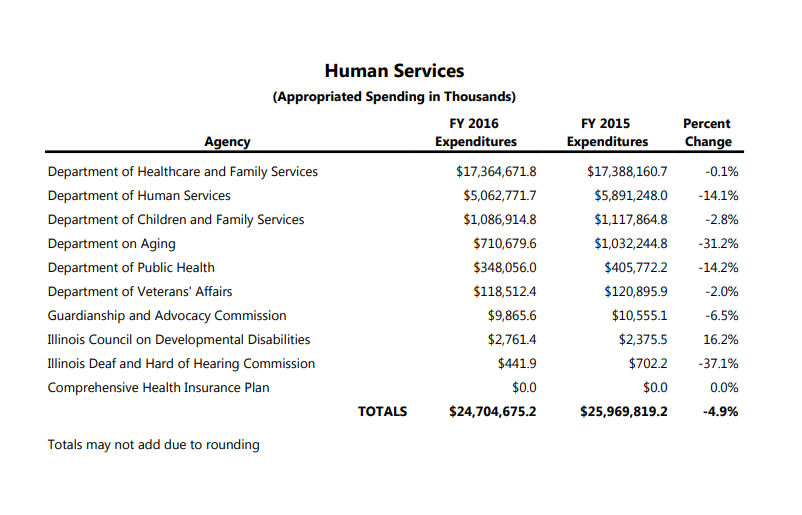 Human Services
(Appropriated Spending in Thousands)
FY 2016 FY 2015 Percent
Agency Expenditures Expenditures Change
Department of Healthcare and Family Services $17,364,671.8 $17,388,160.7 -0.1%
Department of Human Services $5,062,771.7 $5,891,248.0 -14.1%
Department of Children and Family Services $1,086,914.8 $1,117,864.8 -2.8%
Department on Aging $710,679.6 $1,032,244.8 -31.2%
Department of Public Health $348,056.0 $405,772.2 -14.2%
Department of Veterans' Affairs $118,512.4 $120,895.9 -2.0%
Guardianship and Advocacy Commission $9,865.6 $10,555.1 -6.5%
Illinois Council on Developmental Disabilities $2,761.4 $2,375.5 16.2%
Illinois Deaf and Hard of Hearing Commission $441.9 $702.2 -37.1%
Comprehensive Health Insurance Plan $0.0 $0.0 0.0%
TOTALS $24,704,675.2 $25,969,819.2 -4.9%
Totals may not add due to rounding